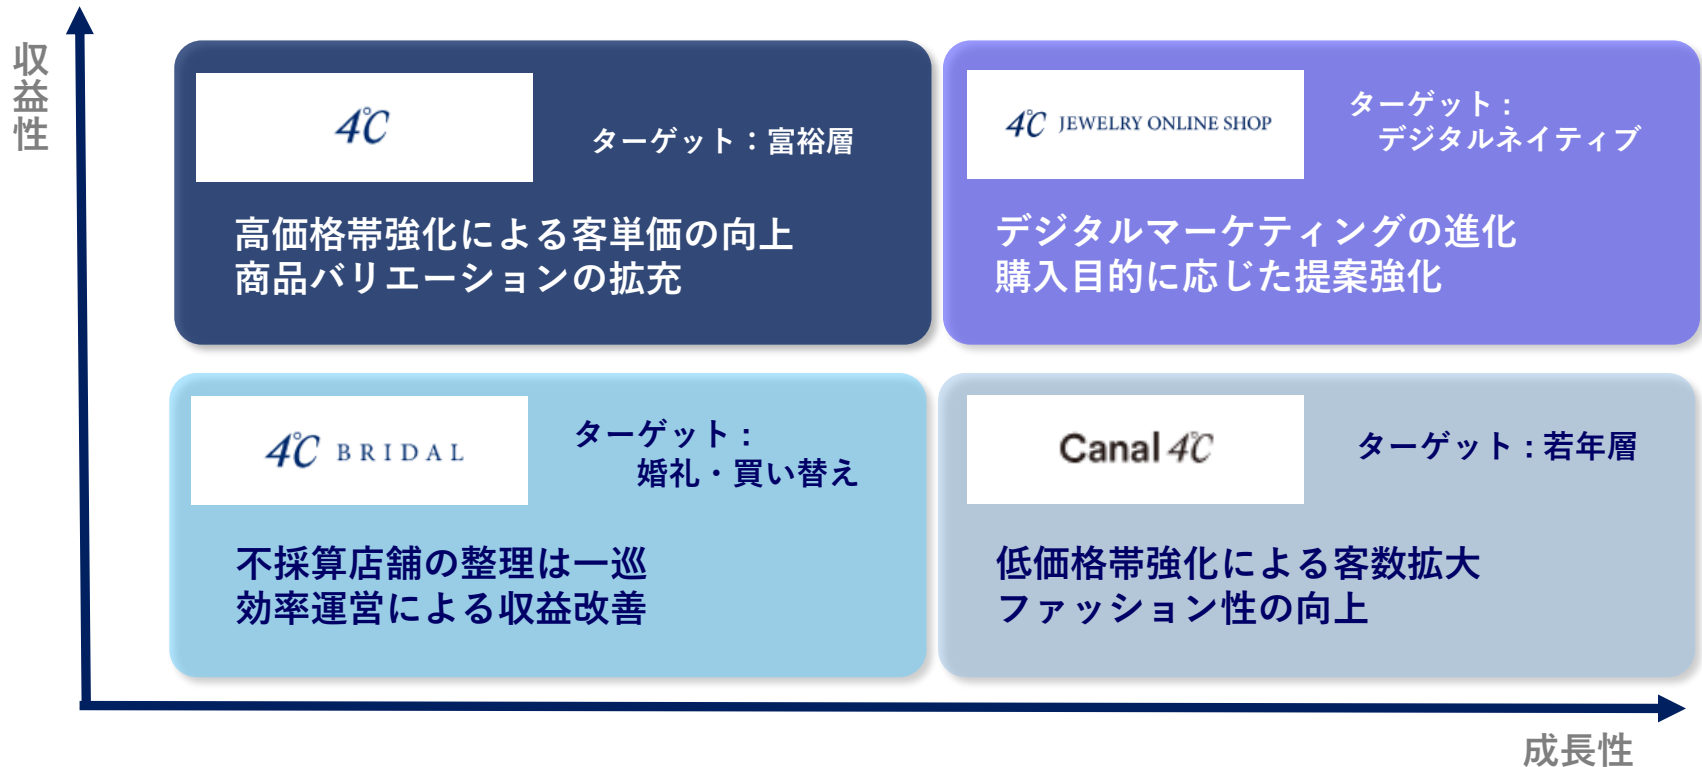 収益性
4℃
ターゲット：富裕層
高価格帯強化による客単価の向上
商品バリエーションの拡充
4℃ JEWELRY ONLINE SHOP
ターゲット：
デジタルネイティブ
デジタルマーケティングの進化
購入目的に応じた提案強化
4℃ BRIDAL
ターゲット：
婚礼・買い替え
不採算店舗の整理は一巡
効率運営による収益改善
Canal 4℃
ターゲット：若年層
低価格帯強化による客数拡大
ファッション性の向上
成長性